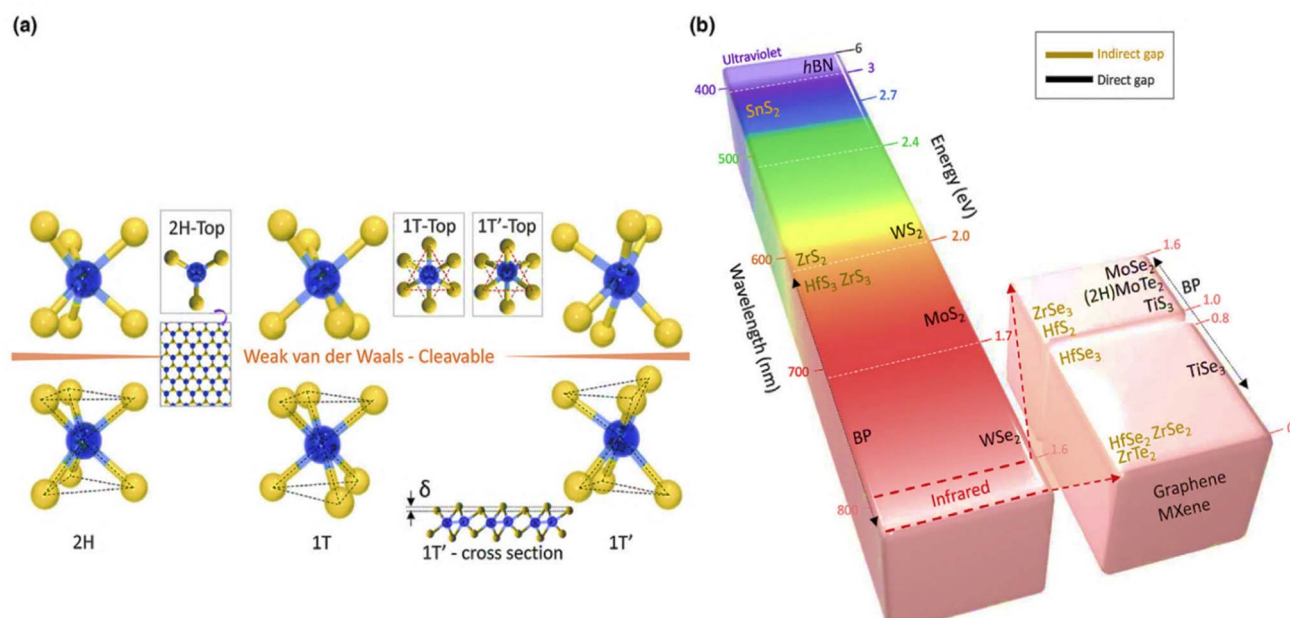 (a)
2H-Top
1T-Top
1T’-Top
Weak van der Waals - Cleavable
δ
1T’ - cross section
2H
1T
1T’
(b)
Indirect gap
Direct gap
Ultraviolet
6
hBN
3
400
2.7
SnS₂
2.4
500
Energy (eV)
WS₂
2.0
600
ZrS₂
HfS₃ ZrS₃
Wavelength (nm)
MoS₂
1.7
700
BP
WSe₂
1.6
Infrared
800
1.6
MoSe₂
(2H)MoTe₂
BP
TiS₃
1.0
ZrSe₃
HfS₂
0.8
HfSe₃
TiSe₃
HfSe₂ ZrSe₂
ZrTe₂
Graphene
MXene